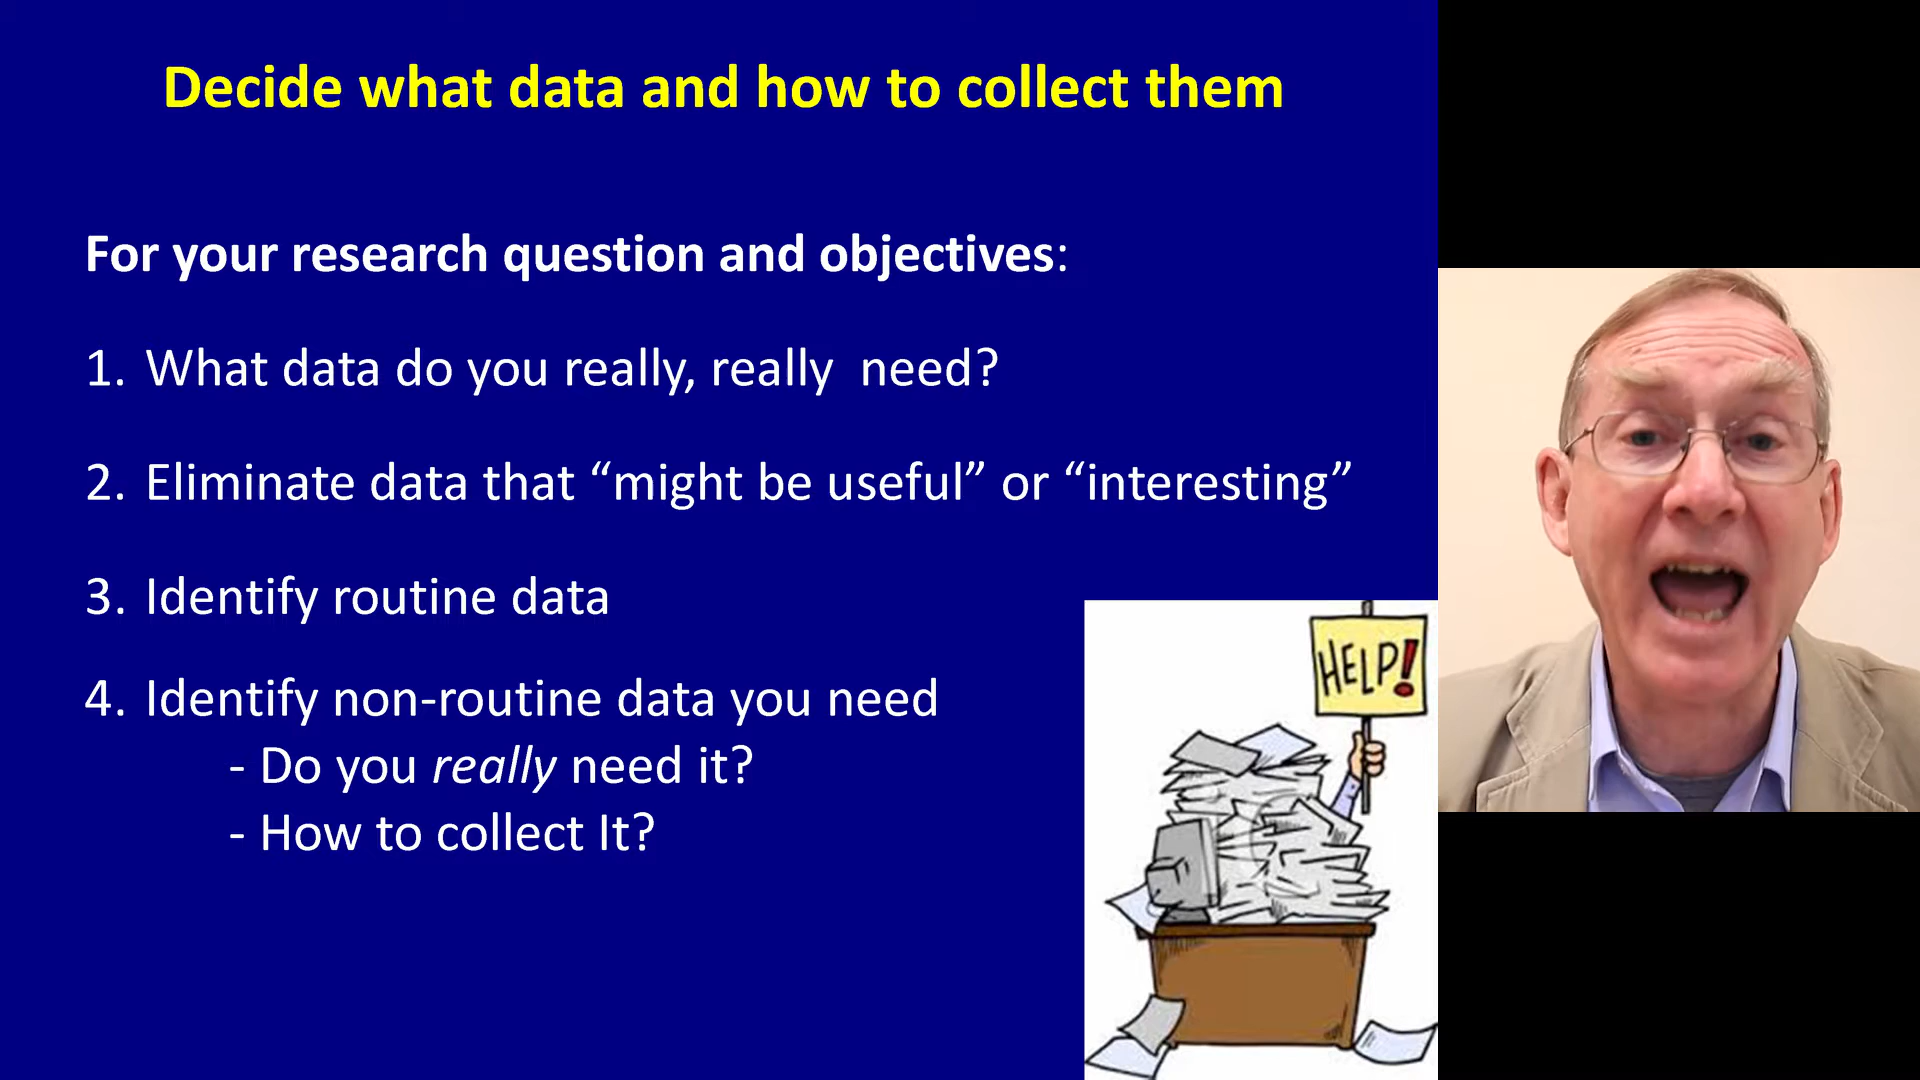 Decide what data and how to collect them
For your research question and objectives:
1. What data do you really, really  need?
2. Eliminate data that “might be useful” or “interesting”
3. Identify routine data
4. Identify non-routine data you need
- Do you really need it?
- How to collect It?
HELP!